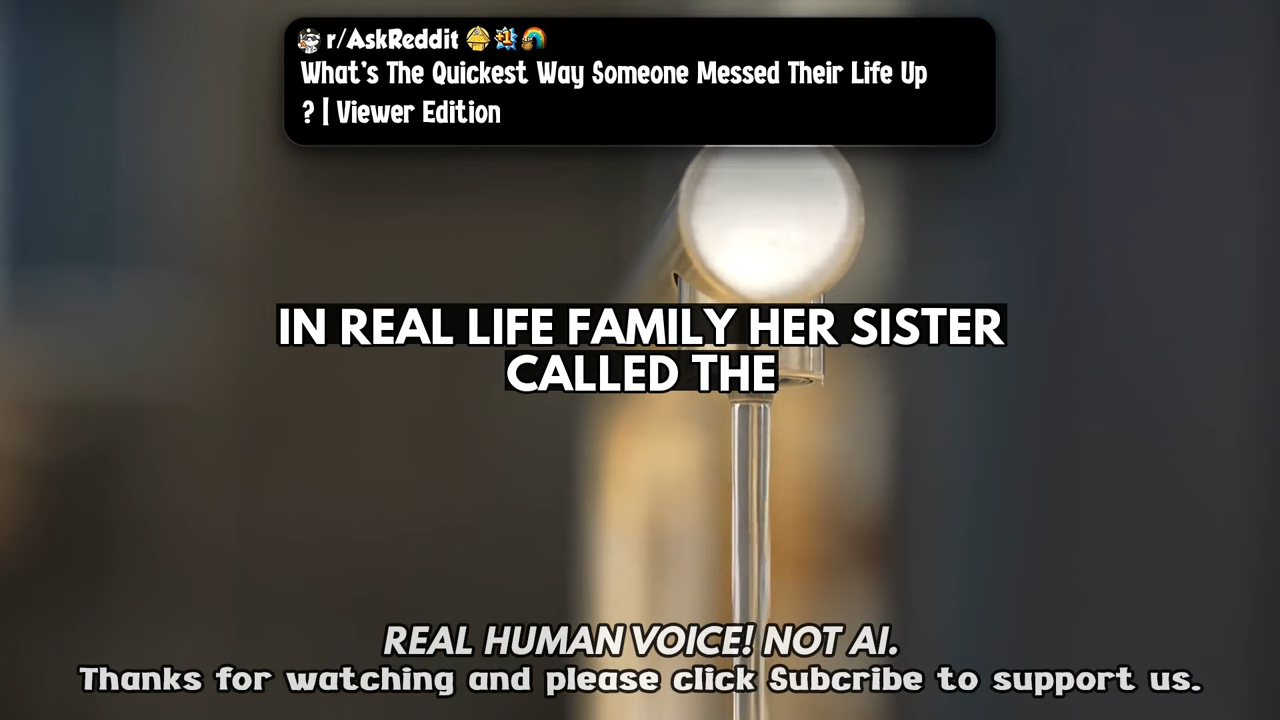 r/AskReddit
What's The Quickest Way Someone Messed Their Life Up
? | Viewer Edition
IN REAL LIFE FAMILY HER SISTER
CALLED THE
REAL HUMAN VOICE! NOT AI.
Thanks for watching and please click Subcribe to support us.